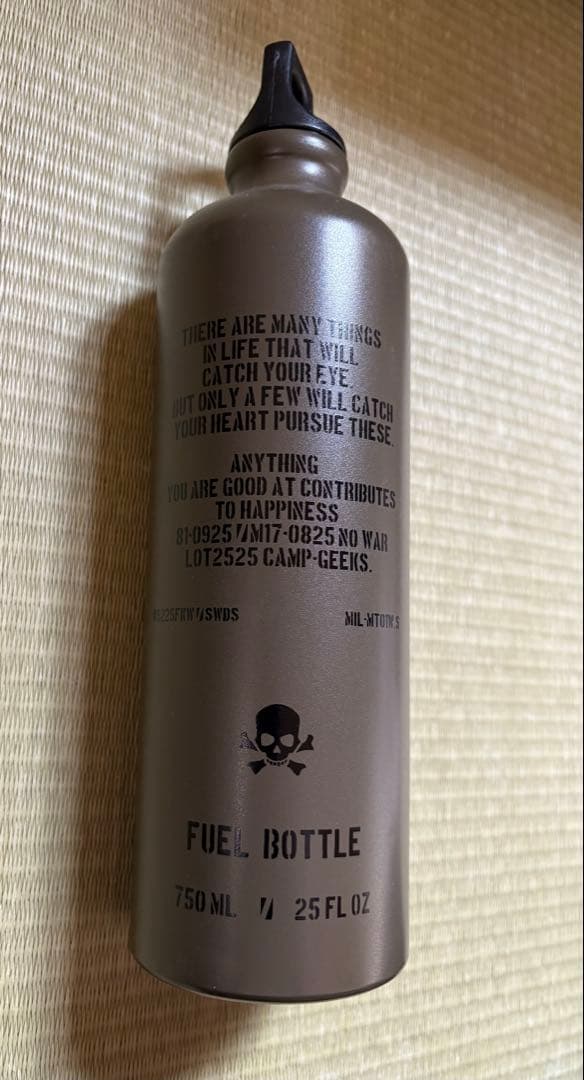 THERE ARE MANY THINGS
IN LIFE THAT WILL
CATCH YOUR EYE.
BUT ONLY A FEW WILL CATCH
YOUR HEART PURSUE THESE.
ANYTHING
YOU ARE GOOD AT CONTRIBUTES
TO HAPPINESS
81-0925 // M17-0825 NO WAR
LOT2525 CAMP-GEEKS.
FUEL BOTTLE
750 ML // 25 FL OZ